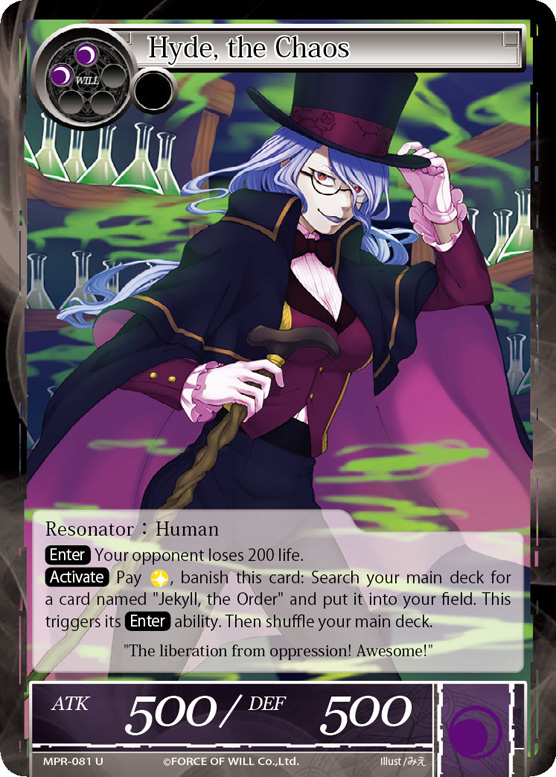 Hyde, the Chaos
WILL
Resonator：Human
Enter Your opponent loses 200 life.
Activate Pay , banish this card: Search your main deck for
a card named "Jekyll, the Order" and put it into your field. This
triggers its Enter ability. Then shuffle your main deck.
"The liberation from oppression! Awesome!"
ATK 500 / DEF 500
MPR-081 U ©FORCE OF WILL Co.,Ltd. Illust /みえ